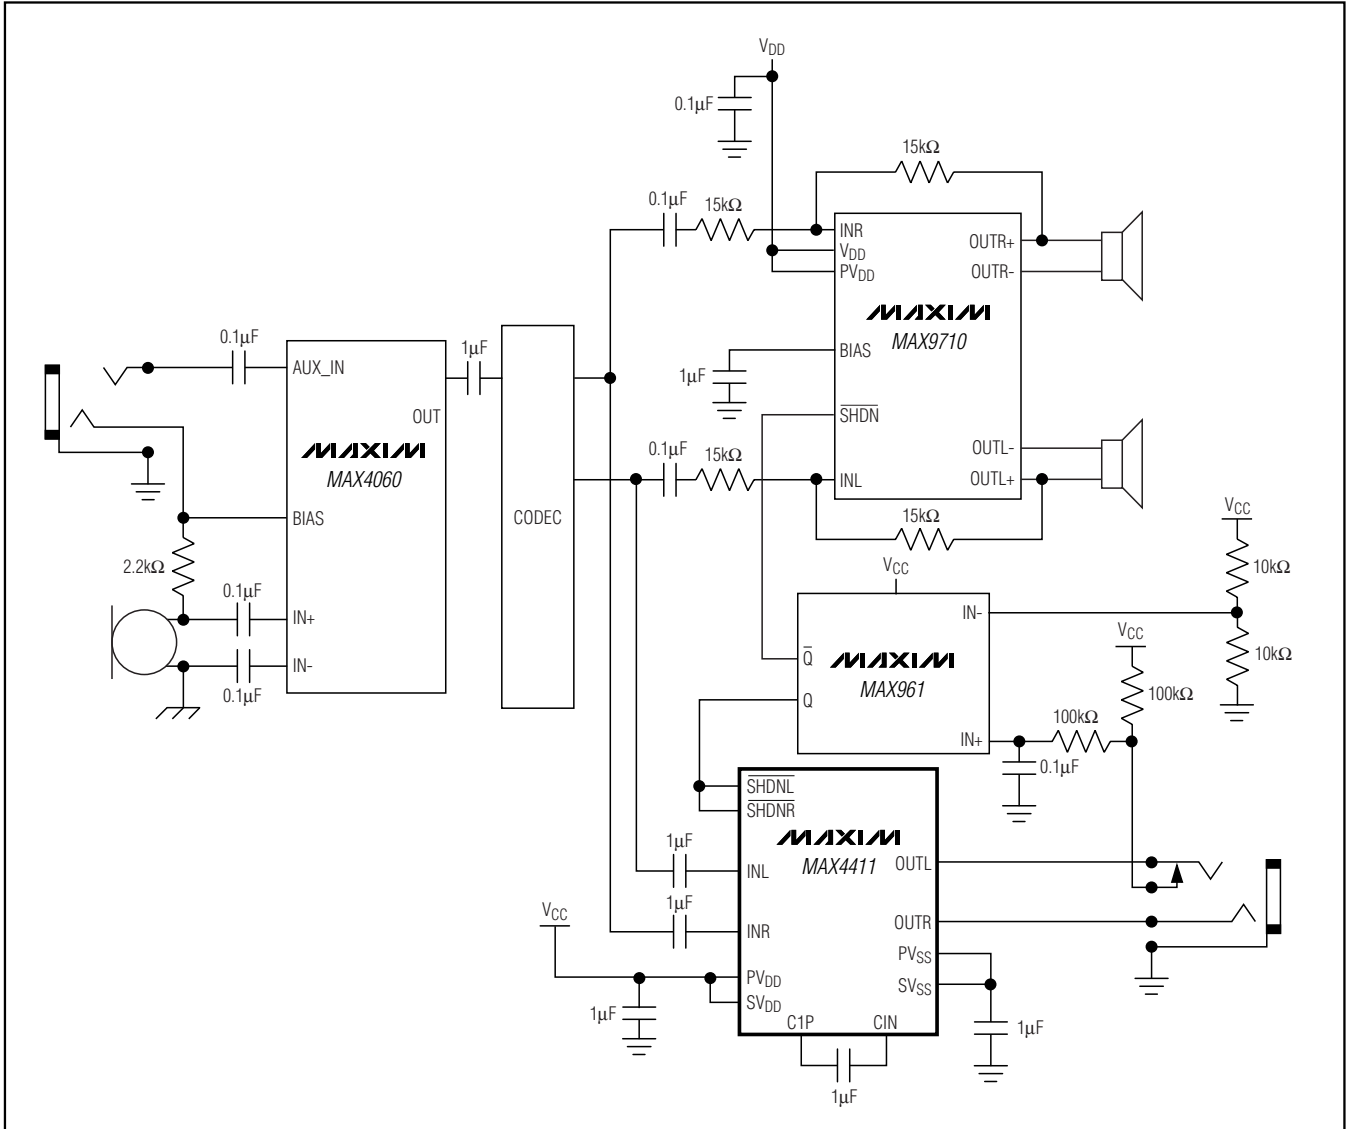 VDD
0.1µF
15kΩ
0.1µF
15kΩ
INR
VDD
PVDD
OUTR+
OUTR-
MAXIM
MAX9710
BIAS
1µF
SHDN
OUTL-
OUTL+
INL
0.1µF
15kΩ
15kΩ
0.1µF
AUX_IN
OUT
MAXIM
MAX4060
BIAS
2.2kΩ
0.1µF
IN+
IN-
0.1µF
1µF
CODEC
VCC
VCC
10kΩ
10kΩ
IN-
Q
MAXIM
MAX961
Q
IN+
VCC
100kΩ
100kΩ
0.1µF
SHDNL
SHDNR
MAXIM
MAX4411
1µF
INL
OUTL
1µF
INR
OUTR
VCC
PVSS
SVSS
PVDD
SVDD
1µF
C1P
CIN
1µF
1µF